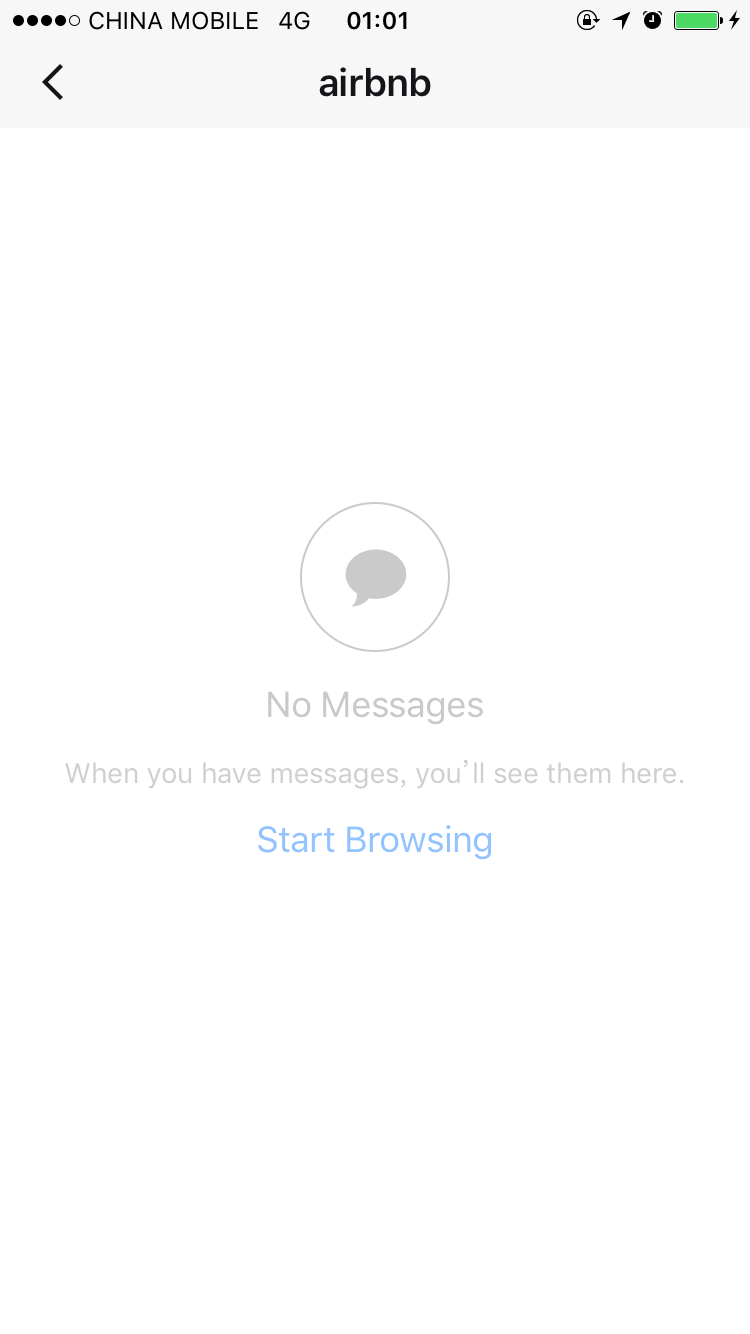 CHINA MOBILE 4G 01:01
airbnb
No Messages
When you have messages, you’ll see them here.
Start Browsing